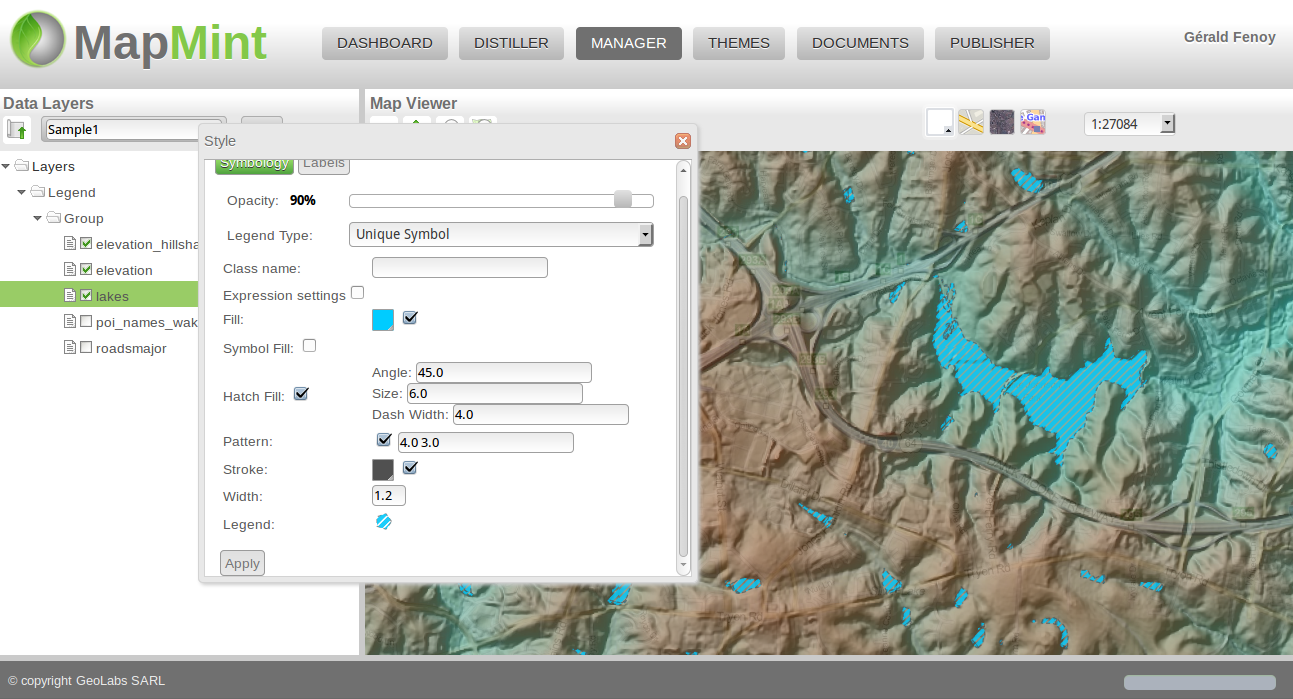 MapMint
DASHBOARD
DISTILLER
MANAGER
THEMES
DOCUMENTS
PUBLISHER
Gérald Fenoy
Data Layers
Map Viewer
Sample1
Gan
1:27084
Style
Symbology
Labels
Layers
Legend
Group
elevation_hillsha
elevation
lakes
poi_names_wak
roadsmajor
Opacity: 90%
Legend Type: Unique Symbol
Class name:
Expression settings
Fill:
Symbol Fill:
Hatch Fill:
Angle: 45.0
Size: 6.0
Dash Width: 4.0
Pattern: 4.0 3.0
Stroke:
Width: 1.2
Legend:
Apply
© copyright GeoLabs SARL